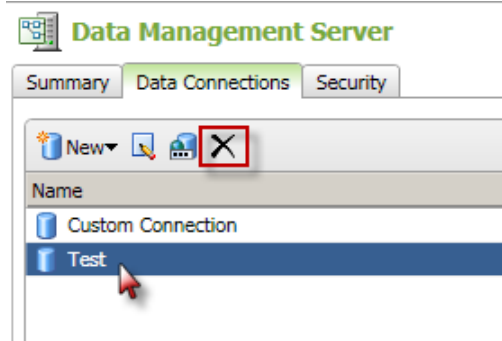 Data Management Server
Summary Data Connections Security
New
Name
Custom Connection
Test